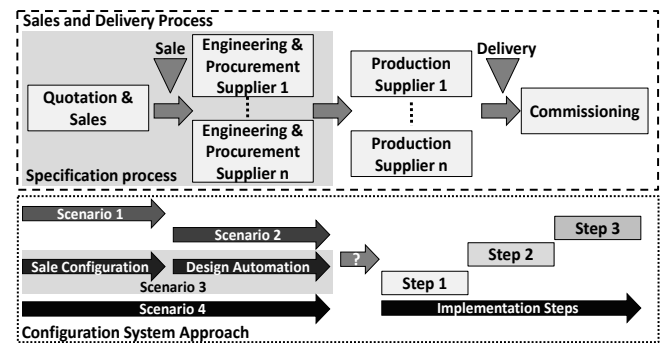 Sales and Delivery Process
Sale
Engineering &
Procurement
Supplier 1
Delivery
Production
Supplier 1
Quotation &
Sales
Commissioning
Engineering &
Procurement
Supplier n
Production
Supplier n
Specification process
Scenario 1
Scenario 2
Step 3
Step 2
Sale Configuration
Design Automation
?
Scenario 3
Step 1
Scenario 4
Implementation Steps
Configuration System Approach